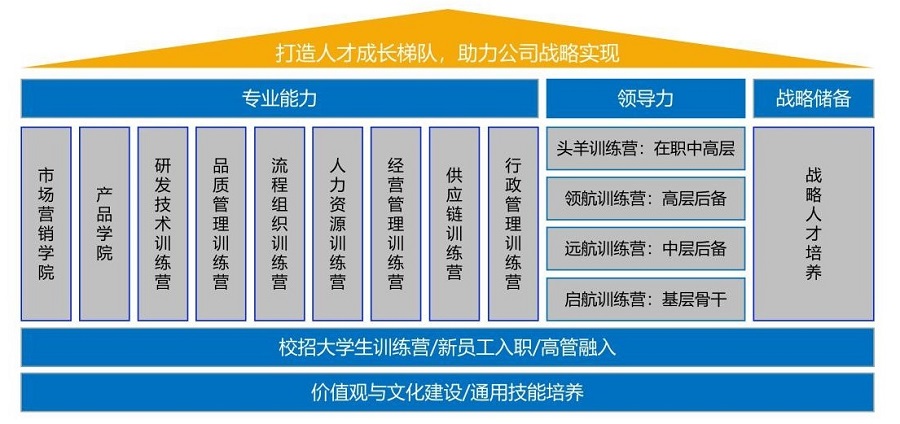 打造人才成长梯队，助力公司战略实现
专业能力
领导力
战略储备
市场营销学院
产品学院
研发技术训练营
品质管理训练营
流程组织训练营
人力资源训练营
经营管理训练营
供应链训练营
行政管理训练营
头羊训练营：在职中高层
领航训练营：高层后备
远航训练营：中层后备
启航训练营：基层骨干
战略人才培养
校招大学生训练营/新员工入职/高管融入
价值观与文化建设/通用技能培养